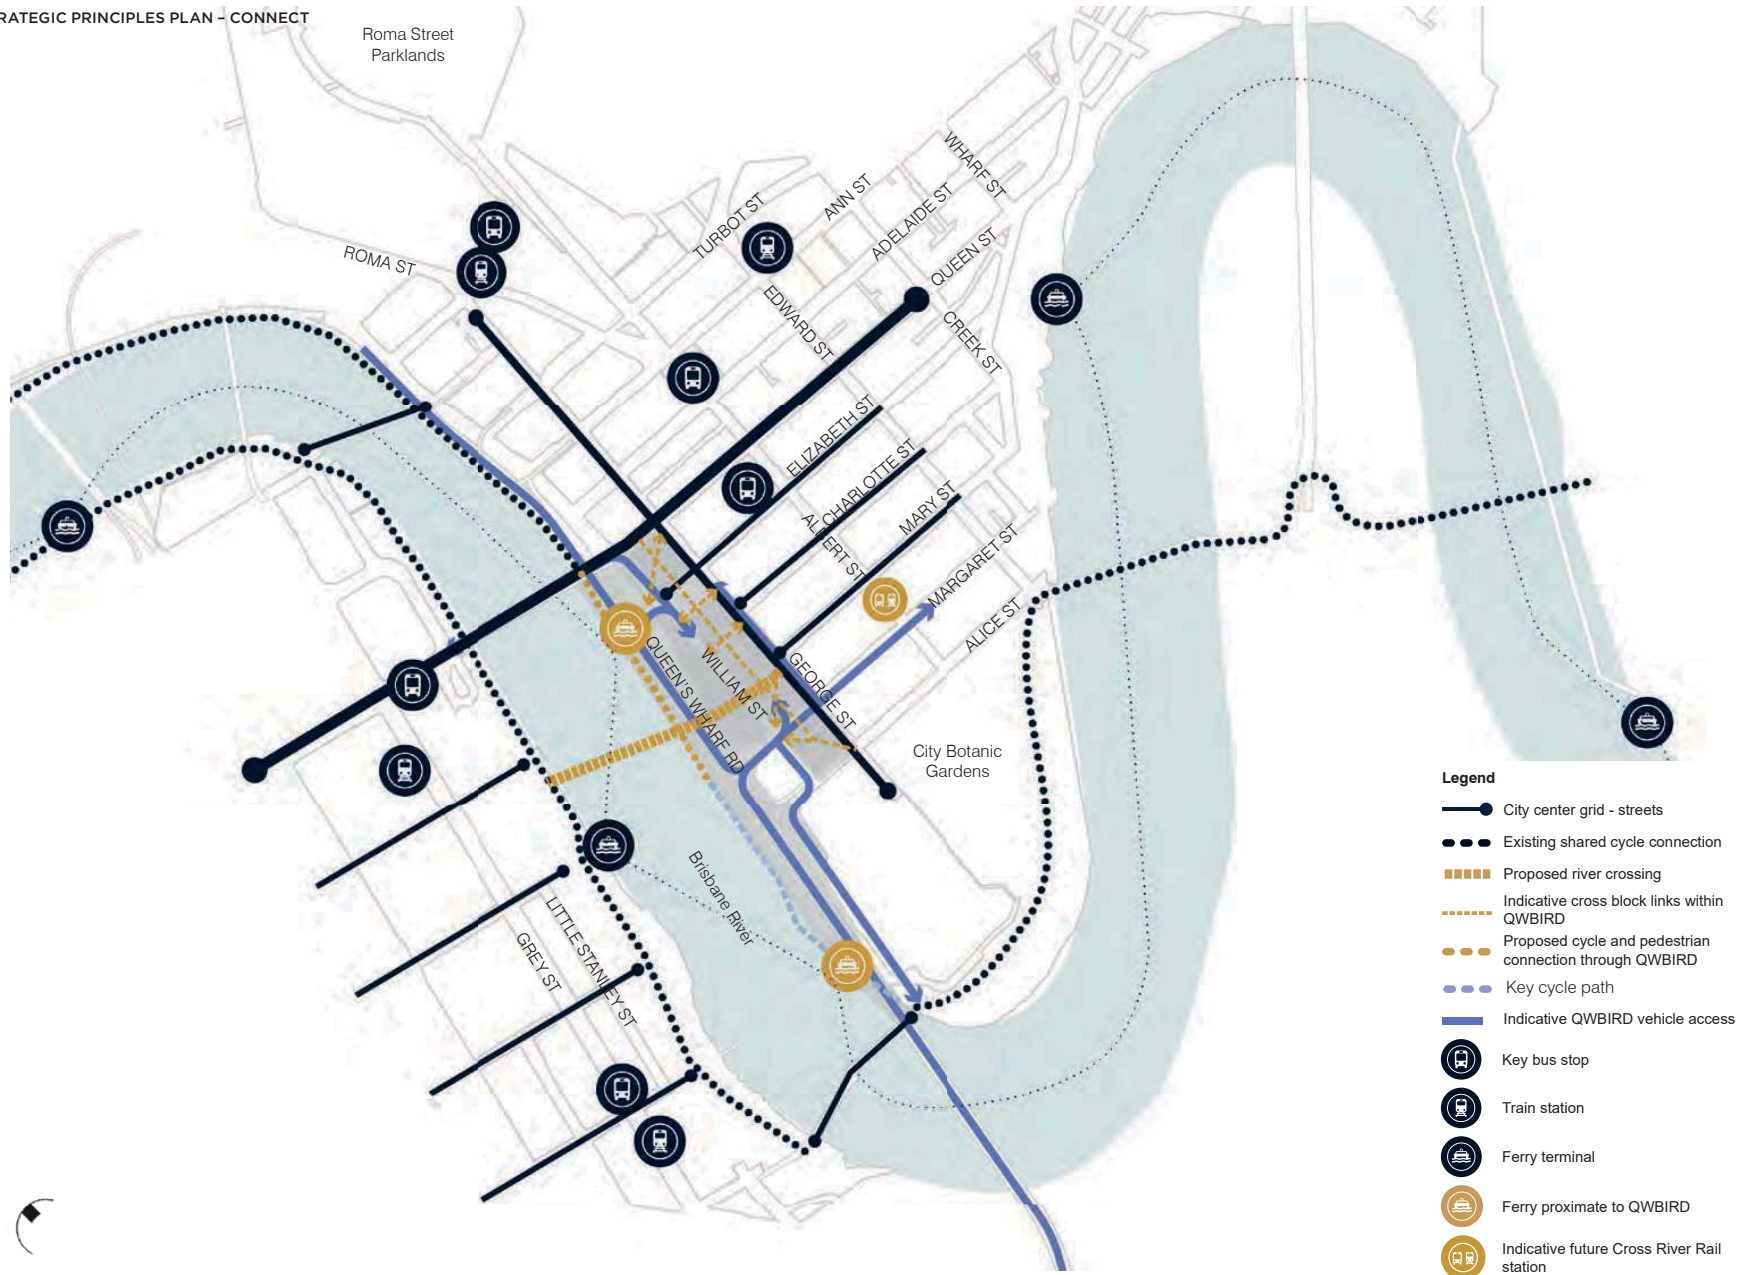 RATEGIC PRINCIPLES PLAN – CONNECT
Roma Street
Parklands
WHARF ST
ANN ST
TURBOT ST
ADELAIDE ST
QUEEN ST
ROMA ST
EDWARD ST
CREEK ST
ELIZABETH ST
CHARLOTTE ST
MARY ST
ALBERT ST
MARGARET ST
ALICE ST
QUEEN'S WHARF RD
WILLIAM ST
GEORGE ST
City Botanic
Gardens
Brisbane River
LITTLE STANLEY ST
GREY ST
Legend
City center grid - streets
Existing shared cycle connection
Proposed river crossing
Indicative cross block links within
QWBIRD
Proposed cycle and pedestrian
connection through QWBIRD
Key cycle path
Indicative QWBIRD vehicle access
Key bus stop
Train station
Ferry terminal
Ferry proximate to QWBIRD
Indicative future Cross River Rail
station